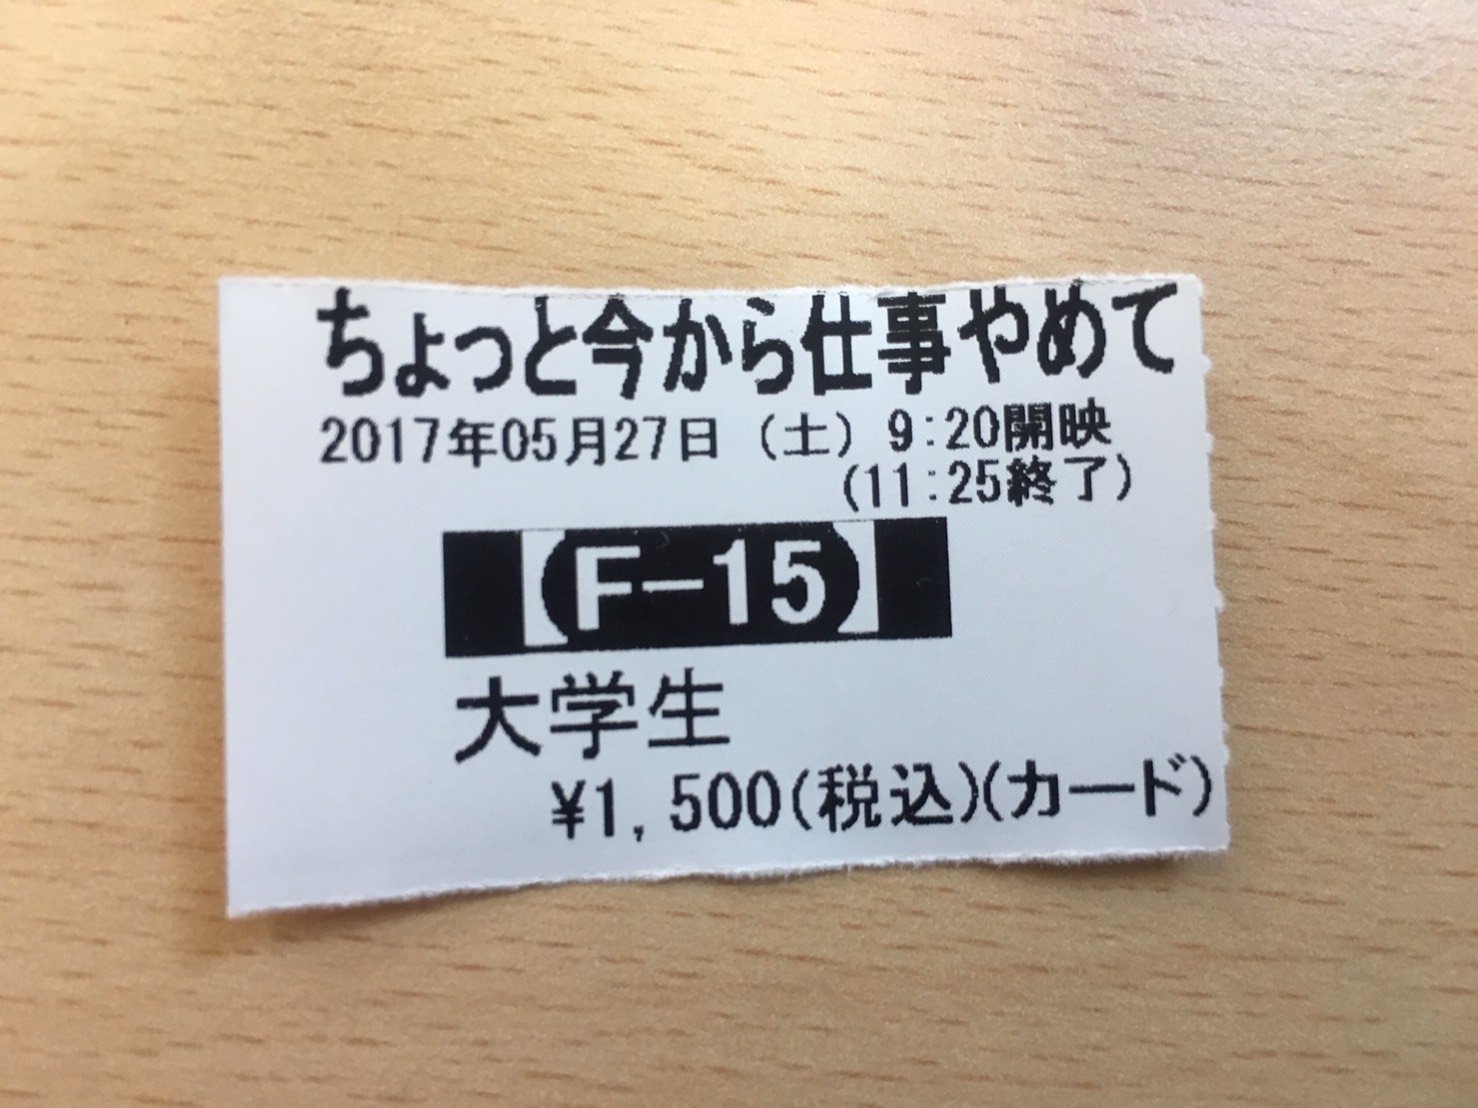 ちょっと今から仕事やめて
2017年05月27日（土） 9:20開映
(11:25終了)
【F-15】
大学生
¥1,500(税込)(カード)